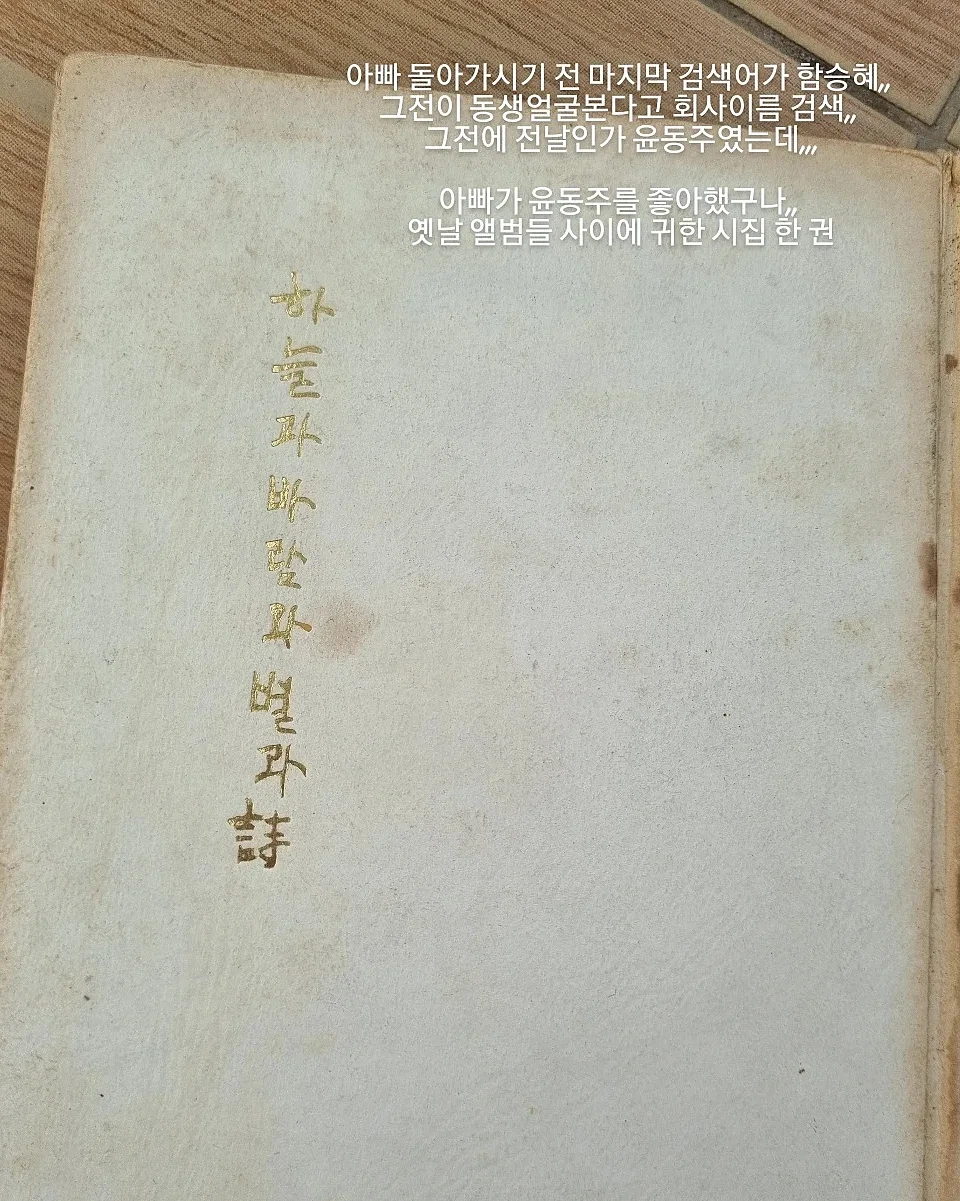 아빠 돌아가시기 전 마지막 검색어가 함승혜,,
그전이 동생얼굴본다고 회사이름 검색,,
그전에 전날인가 윤동주였는데,,,
아빠가 윤동주를 좋아했구나,,
옛날 앨범들 사이에 귀한 시집 한 권
하늘과바람와별과詩